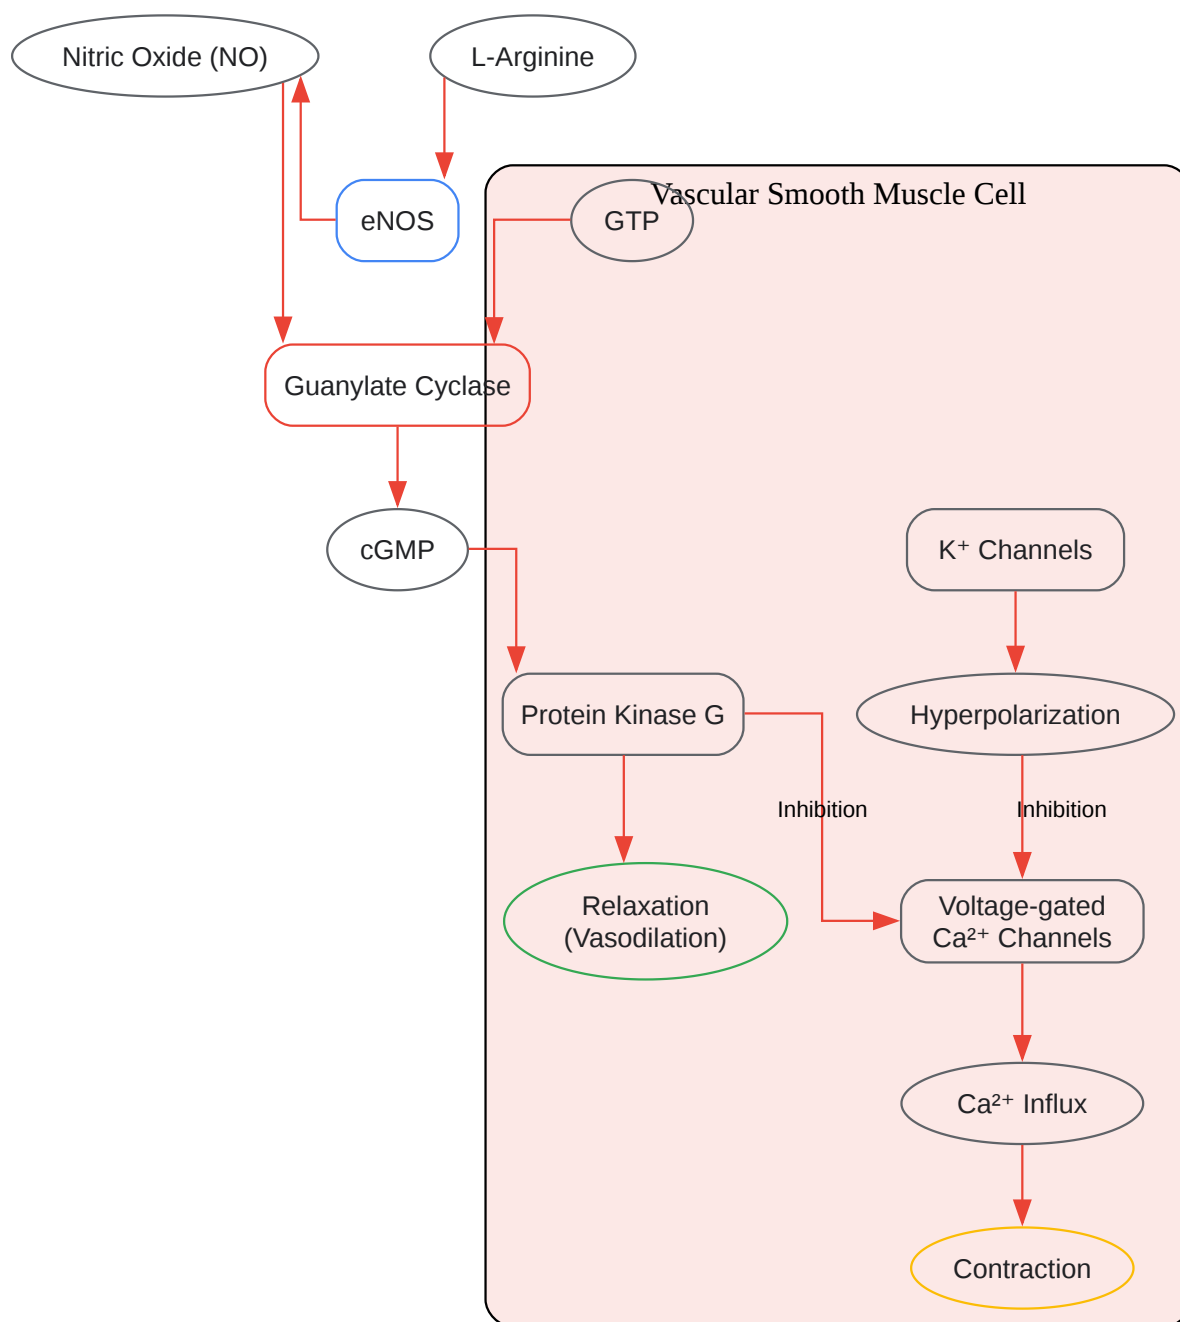 Nitric Oxide (NO)
L-Arginine
Vascular Smooth Muscle Cell
eNOS
GTP
Guanylate Cyclase
cGMP
K⁺ Channels
Protein Kinase G
Hyperpolarization
Inhibition
Inhibition
Relaxation
(Vasodilation)
Voltage-gated
Ca²⁺ Channels
Ca²⁺ Influx
Contraction